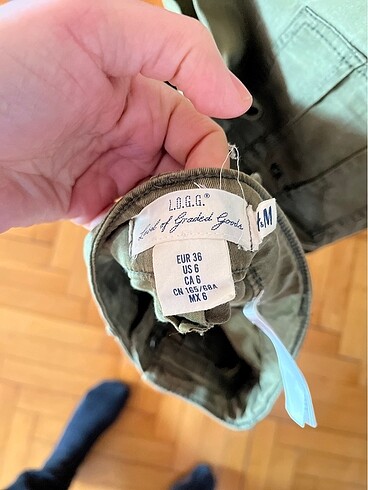 L.O.G.G.®
Label of Graded Goods
&M
EUR 36
US 6
CA 6
CN 165/68A
MX 6